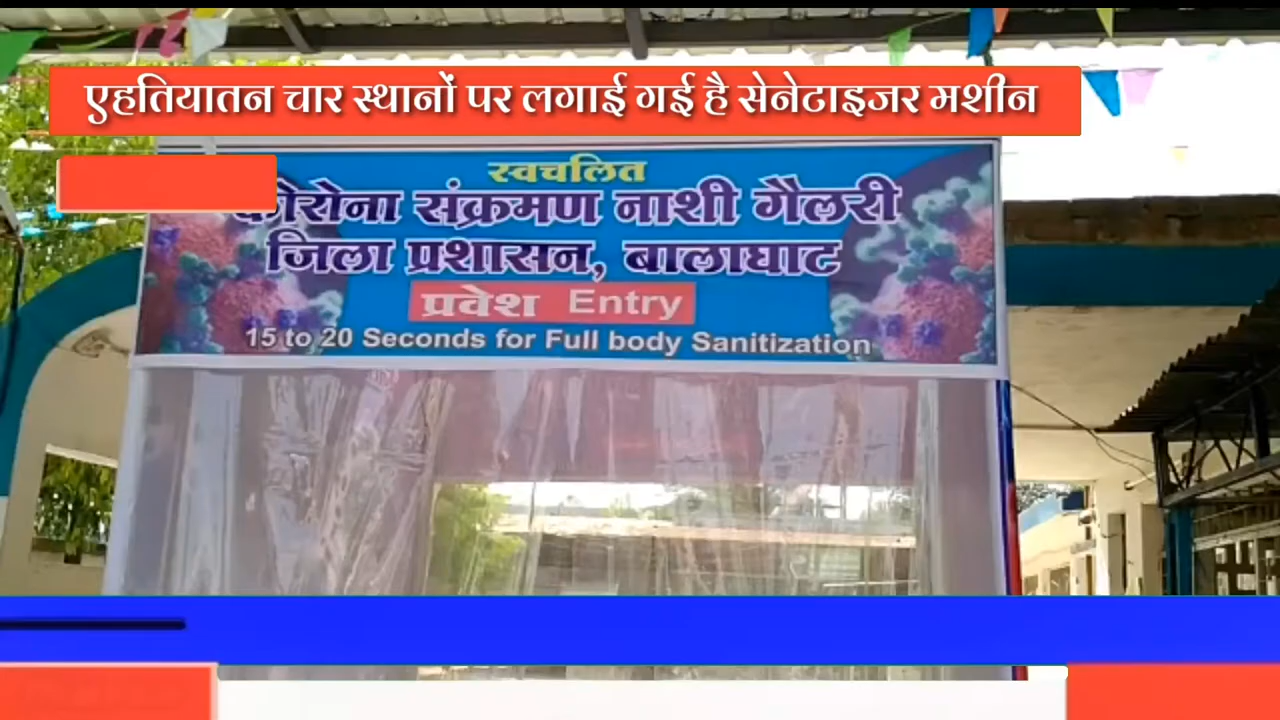 एहतियातन चार स्थानों पर लगाई गई है सेनेटाइजर मशीन
स्वचलित
कोरोना संक्रमण नाशी गैलरी
जिला प्रशासन, बालाघाट
प्रवेश Entry
15 to 20 Seconds for Full body Sanitization